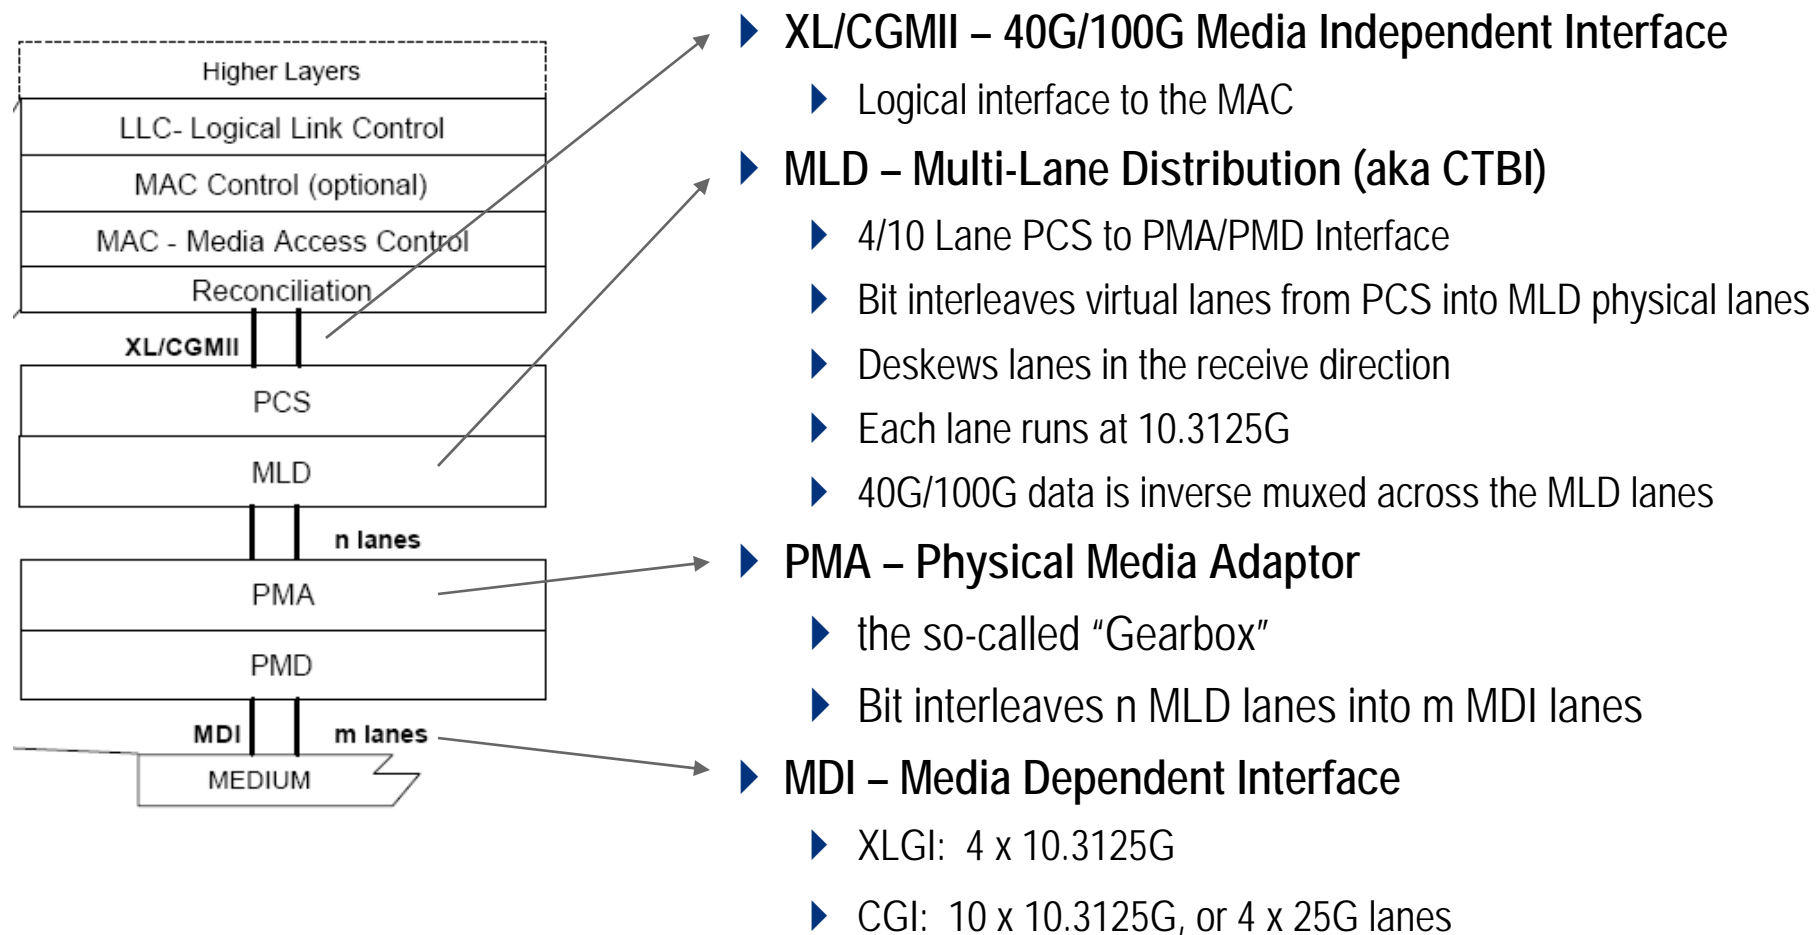 Higher Layers
LLC- Logical Link Control
MAC Control (optional)
MAC - Media Access Control
Reconciliation
XL/CGMII
PCS
MLD
n lanes
PMA
PMD
MDI
m lanes
MEDIUM
XL/CGMII – 40G/100G Media Independent Interface
Logical interface to the MAC
MLD – Multi-Lane Distribution (aka CTBI)
4/10 Lane PCS to PMA/PMD Interface
Bit interleaves virtual lanes from PCS into MLD physical lanes
Deskews lanes in the receive direction
Each lane runs at 10.3125G
40G/100G data is inverse muxed across the MLD lanes
PMA – Physical Media Adaptor
the so-called “Gearbox”
Bit interleaves n MLD lanes into m MDI lanes
MDI – Media Dependent Interface
XLGI: 4 x 10.3125G
CGI: 10 x 10.3125G, or 4 x 25G lanes